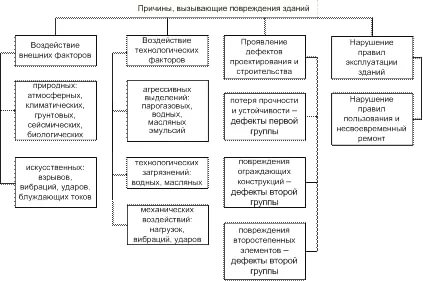 Причины, вызывающие повреждения зданий
Воздействие
внешних факторов
природных:
атмосферных,
климатических,
грунтовых,
сейсмических,
биологических
искусственных:
взрывов,
вибраций, ударов,
блуждающих токов
Воздействие
технологических
факторов
агрессивных
выделений:
парогазовых,
водных,
масляных
эмульсий
технологических
загрязнений:
водных, масляных
механических
воздействий:
нагрузок,
вибраций, ударов
Проявление
дефектов
проектирования и
строительства
потеря прочности
и устойчивости –
дефекты первой
группы
повреждения
ограждающих
конструкций –
дефекты второй
группы
повреждения
второстепенных
элементов –
дефекты второй
группы
Нарушение
правил
эксплуатации
зданий
Нарушение
правил
пользования и
несвоевременный
ремонт